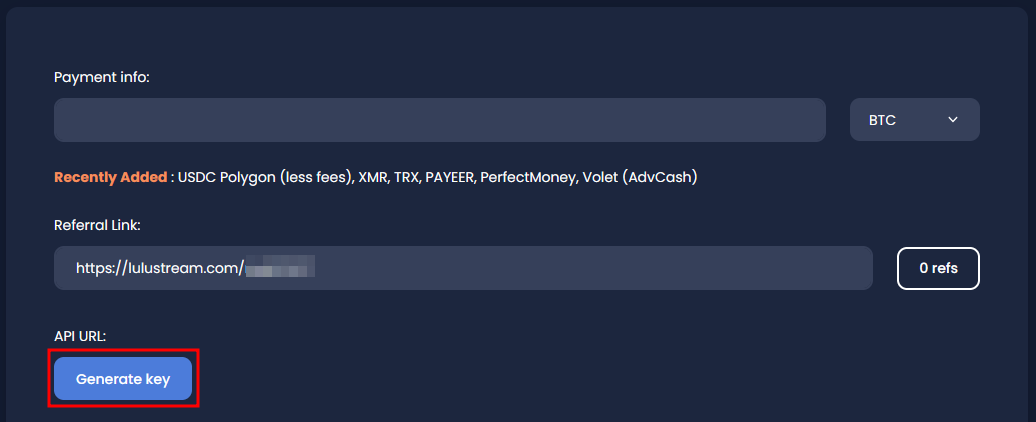 Payment info:
BTC
Recently Added : USDC Polygon (less fees), XMR, TRX, PAYEER, PerfectMoney, Volet (AdvCash)
Referral Link:
https://lulustream.com/
0 refs
API URL:
Generate key